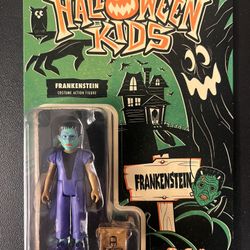 HALLOWEEN
KIDS
FRANKENSTEIN
COSTUME ACTION FIGURE
FRANKENSTEIN